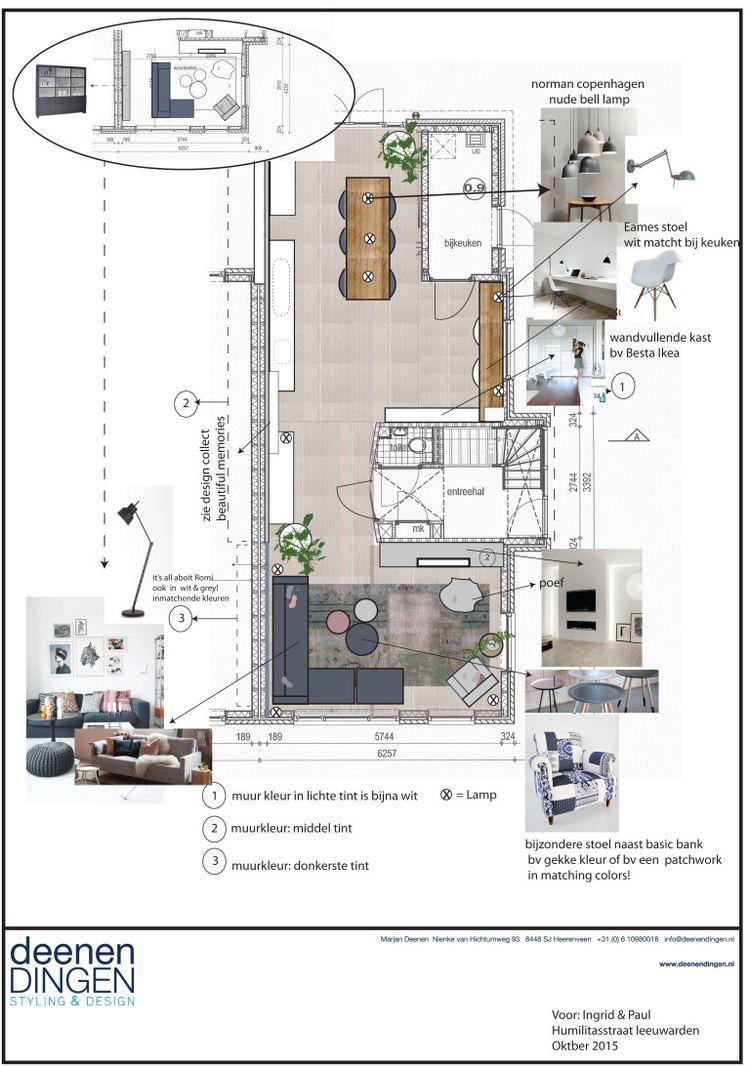 woonkamer
189
189
5744
324
6257
900
3910
4233
norman copenhagen
nude bell lamp
UG
0.9
bijkeuken
Eames stoel
wit matcht bij keuken
wandvullende kast
bv Besta Ikea
1
2
zie design collect
beautiful memories
toilet
entreehal
mk
324
2744
3392
324
A
2
it's all aboit Romi
ook in wit & grey!
inmatchende kleuren
3
poef
189
189
5744
324
6257
1 muur kleur in lichte tint is bijna wit
= Lamp
2 muurkleur: middel tint
3 muurkleur: donkerste tint
bijzondere stoel naast basic bank
bv gekke kleur of bv een patchwork
in matching colors!
deenen
DINGEN
STYLING & DESIGN
Marjan Deenen Nienke van Hichtumweg 93 8448 SJ Heerenveen +31 (0) 6 10980018 info@deenendingen.nl
www.deenendingen.nl
Voor: Ingrid & Paul
Humilitasstraat leeuwarden
Oktber 2015